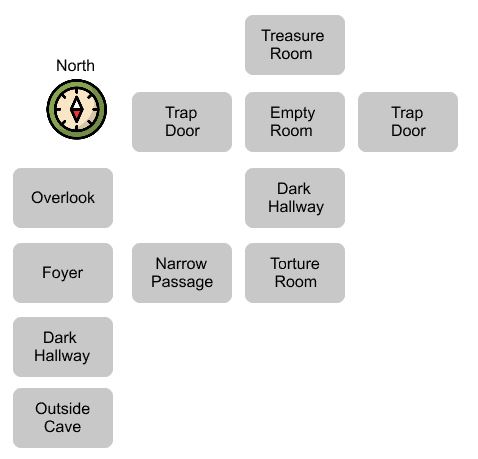 Treasure
Room
North
Trap
Door
Empty
Room
Trap
Door
Overlook
Dark
Hallway
Foyer
Narrow
Passage
Torture
Room
Dark
Hallway
Outside
Cave